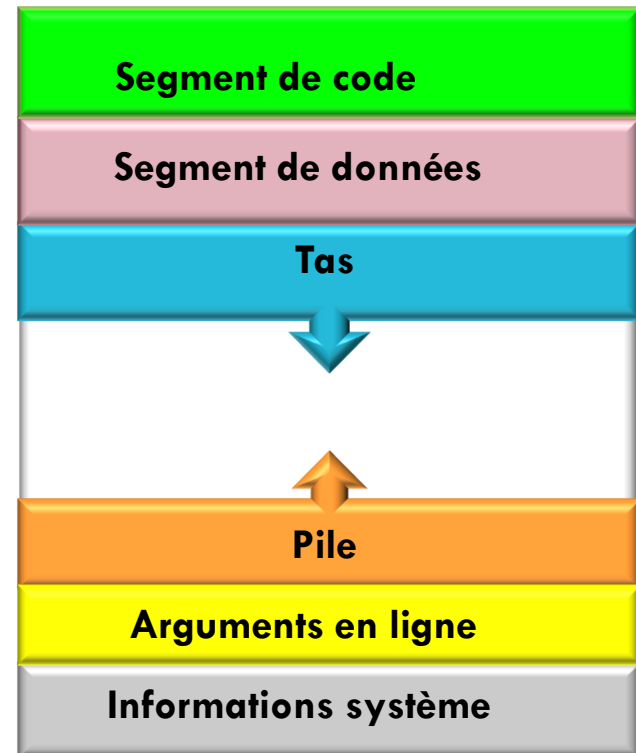 Segment de code
Segment de données
Tas
Pile
Arguments en ligne
Informations système